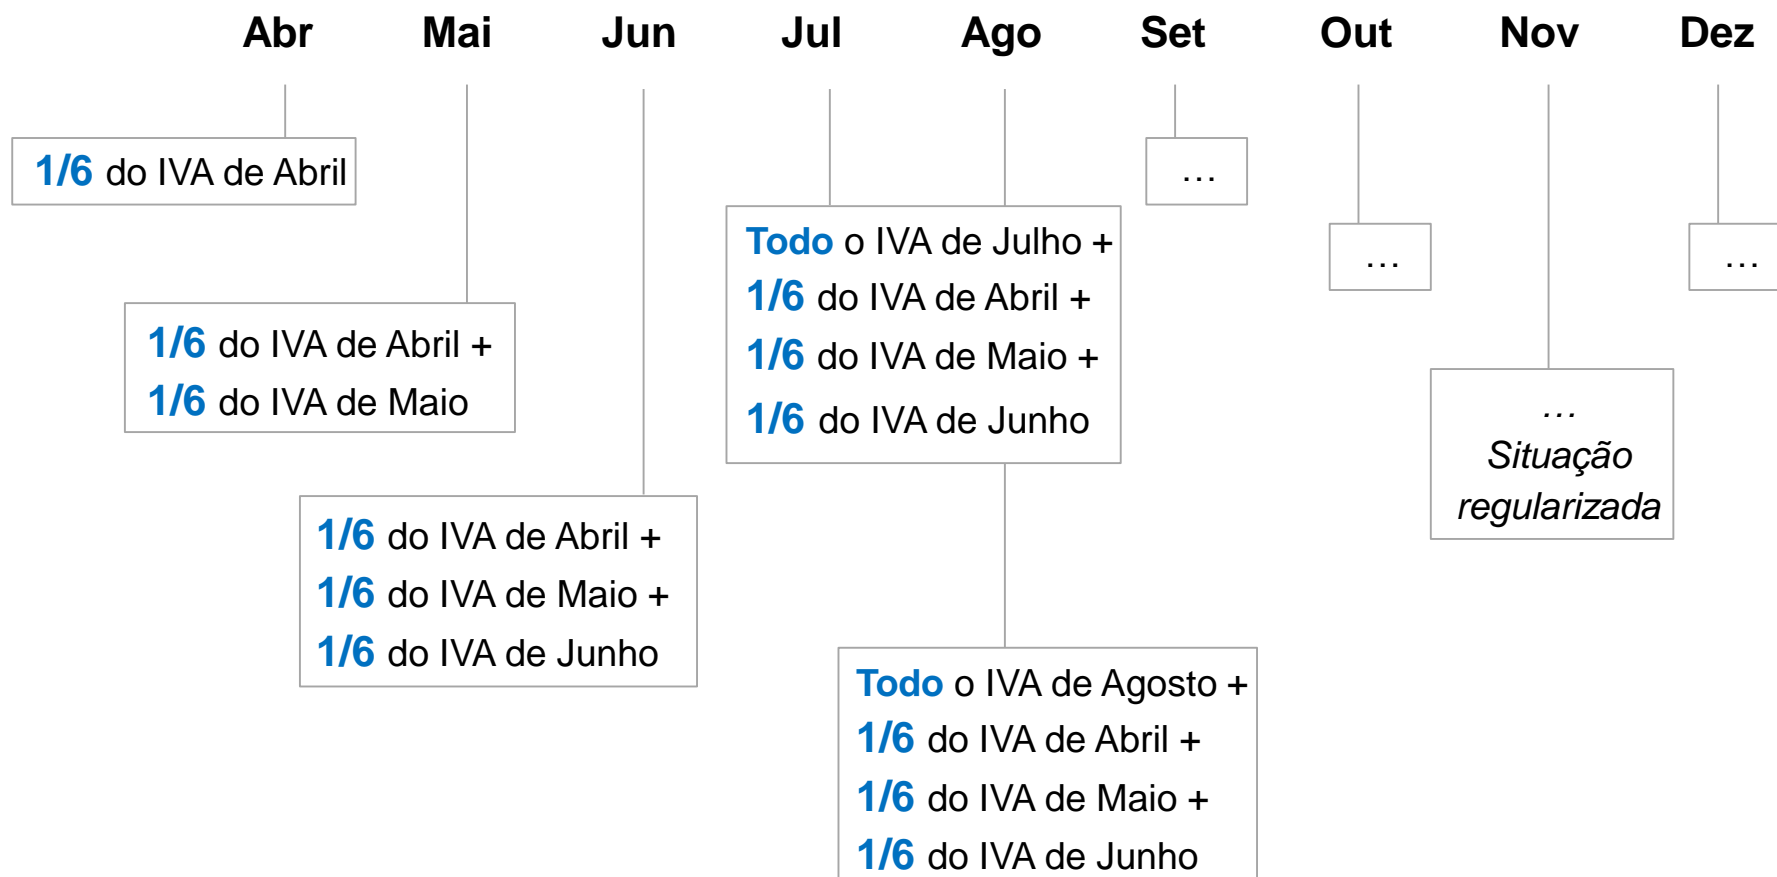 Abr Mai Jun Jul Ago Set Out Nov Dez
1/6 do IVA de Abril
1/6 do IVA de Abril +
1/6 do IVA de Maio
1/6 do IVA de Abril +
1/6 do IVA de Maio +
1/6 do IVA de Junho
Todo o IVA de Julho +
1/6 do IVA de Abril +
1/6 do IVA de Maio +
1/6 do IVA de Junho
Todo o IVA de Agosto +
1/6 do IVA de Abril +
1/6 do IVA de Maio +
1/6 do IVA de Junho
…
…
…
Situação
regularizada
…